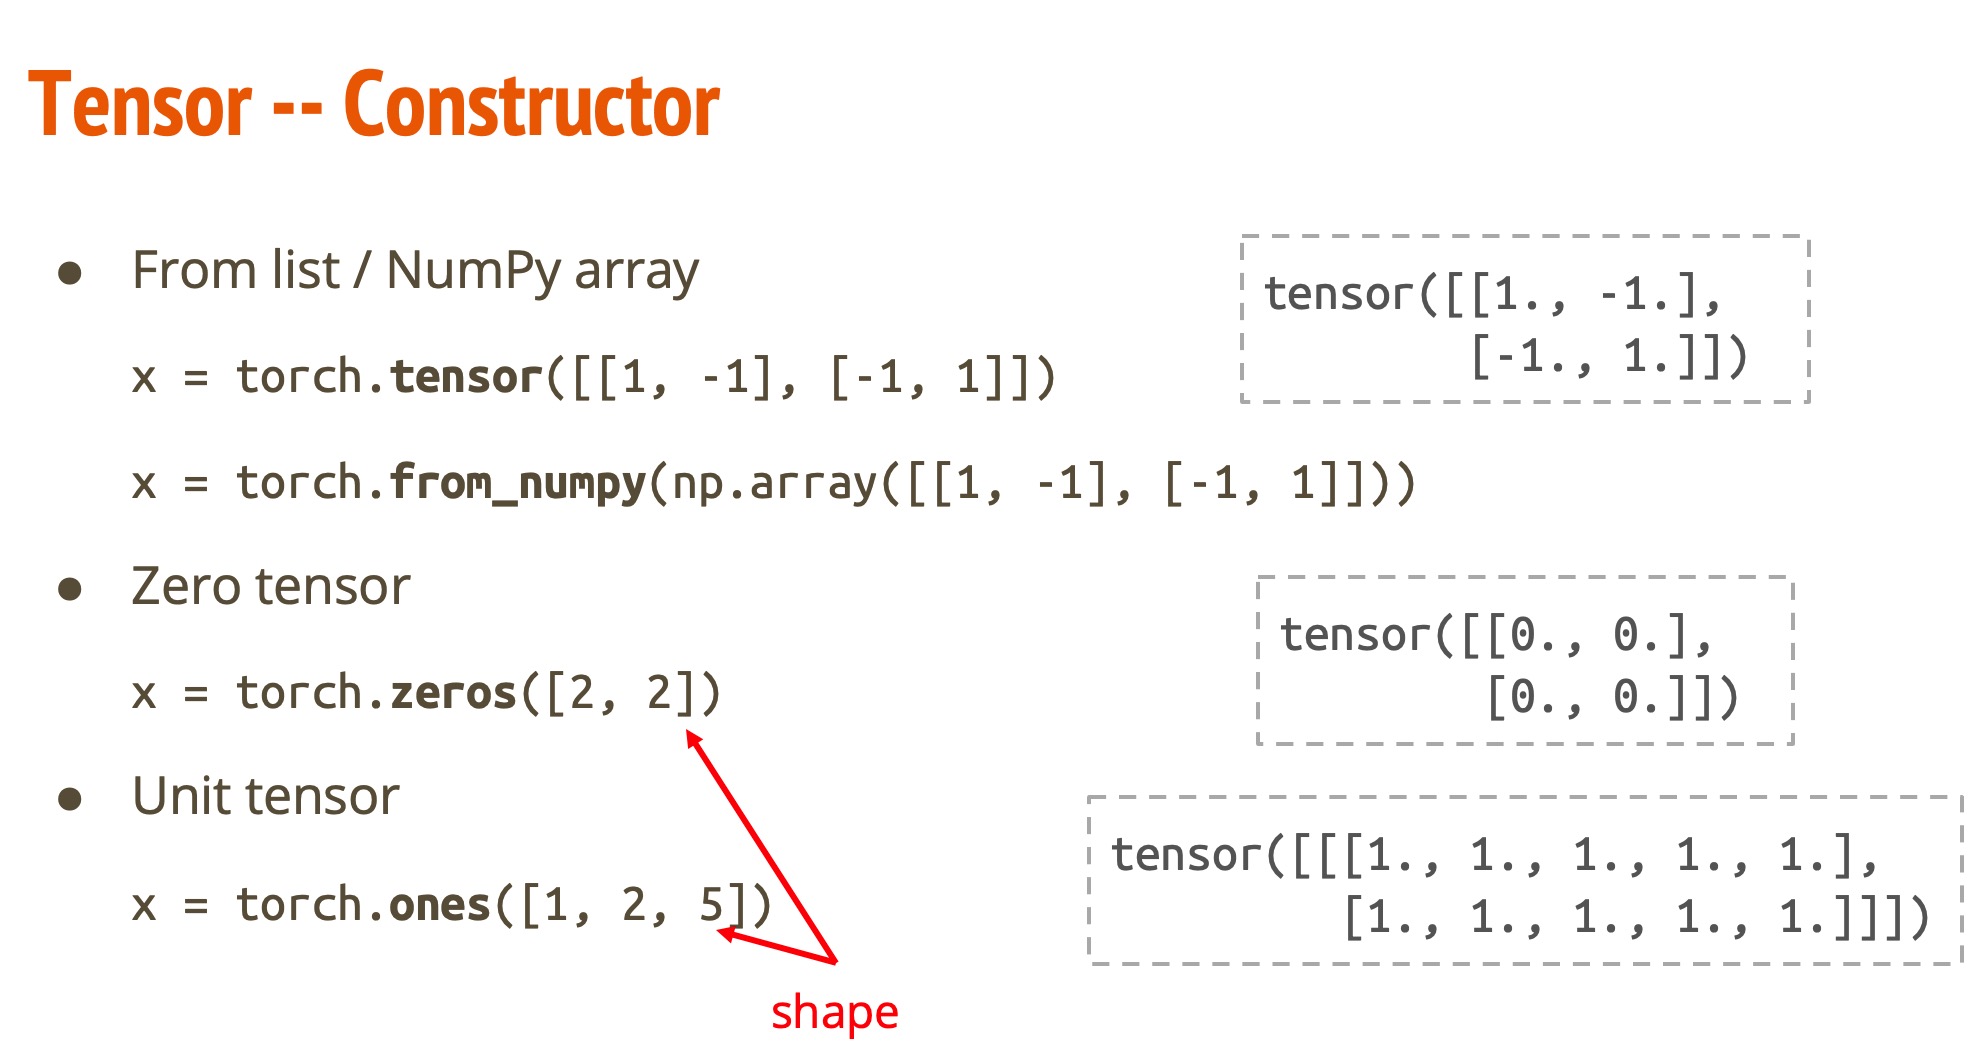 Tensor -- Constructor
● From list / NumPy array
x = torch.tensor([[1, -1], [-1, 1]])
x = torch.from_numpy(np.array([[1, -1], [-1, 1]]))
tensor([[1., -1.],
[-1., 1.]])
● Zero tensor
x = torch.zeros([2, 2])
tensor([[0., 0.],
[0., 0.]])
● Unit tensor
x = torch.ones([1, 2, 5])
tensor([[[1., 1., 1., 1., 1.],
[1., 1., 1., 1., 1.]]])
shape